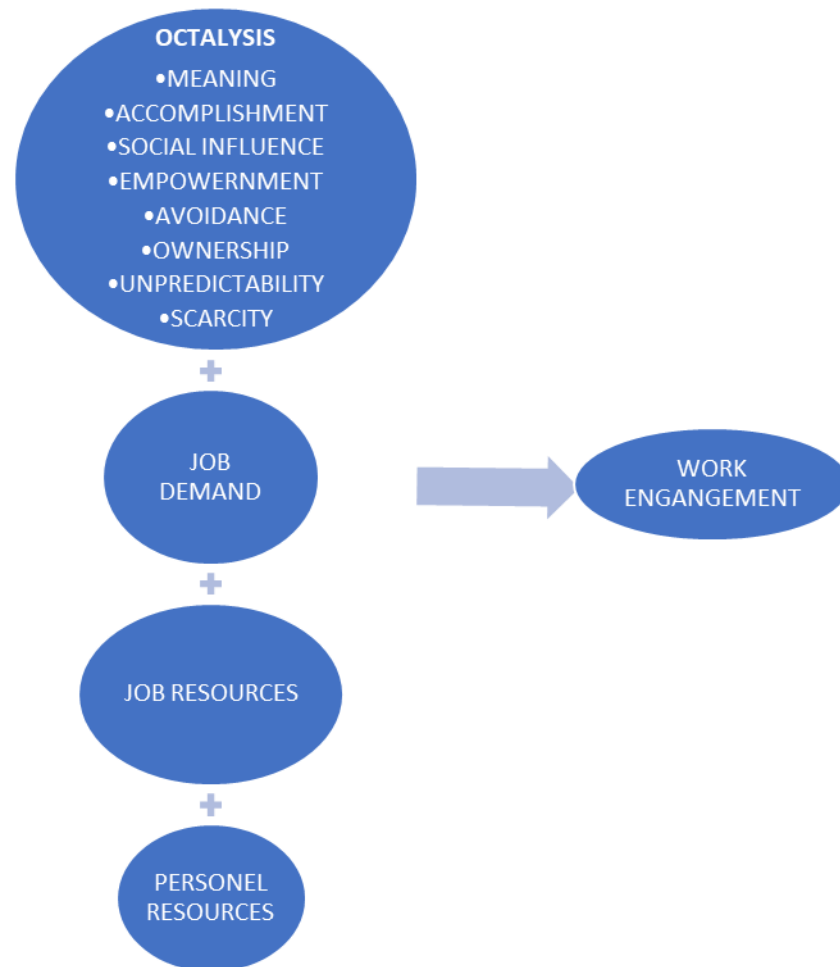 OCTALYSIS
•MEANING
•ACCOMPLISHMENT
•SOCIAL INFLUENCE
•EMPOWERNMENT
•AVOIDANCE
•OWNERSHIP
•UNPREDICTABILITY
•SCARCITY
JOB
DEMAND
WORK
ENGANGEMENT
JOB RESOURCES
PERSONEL
RESOURCES